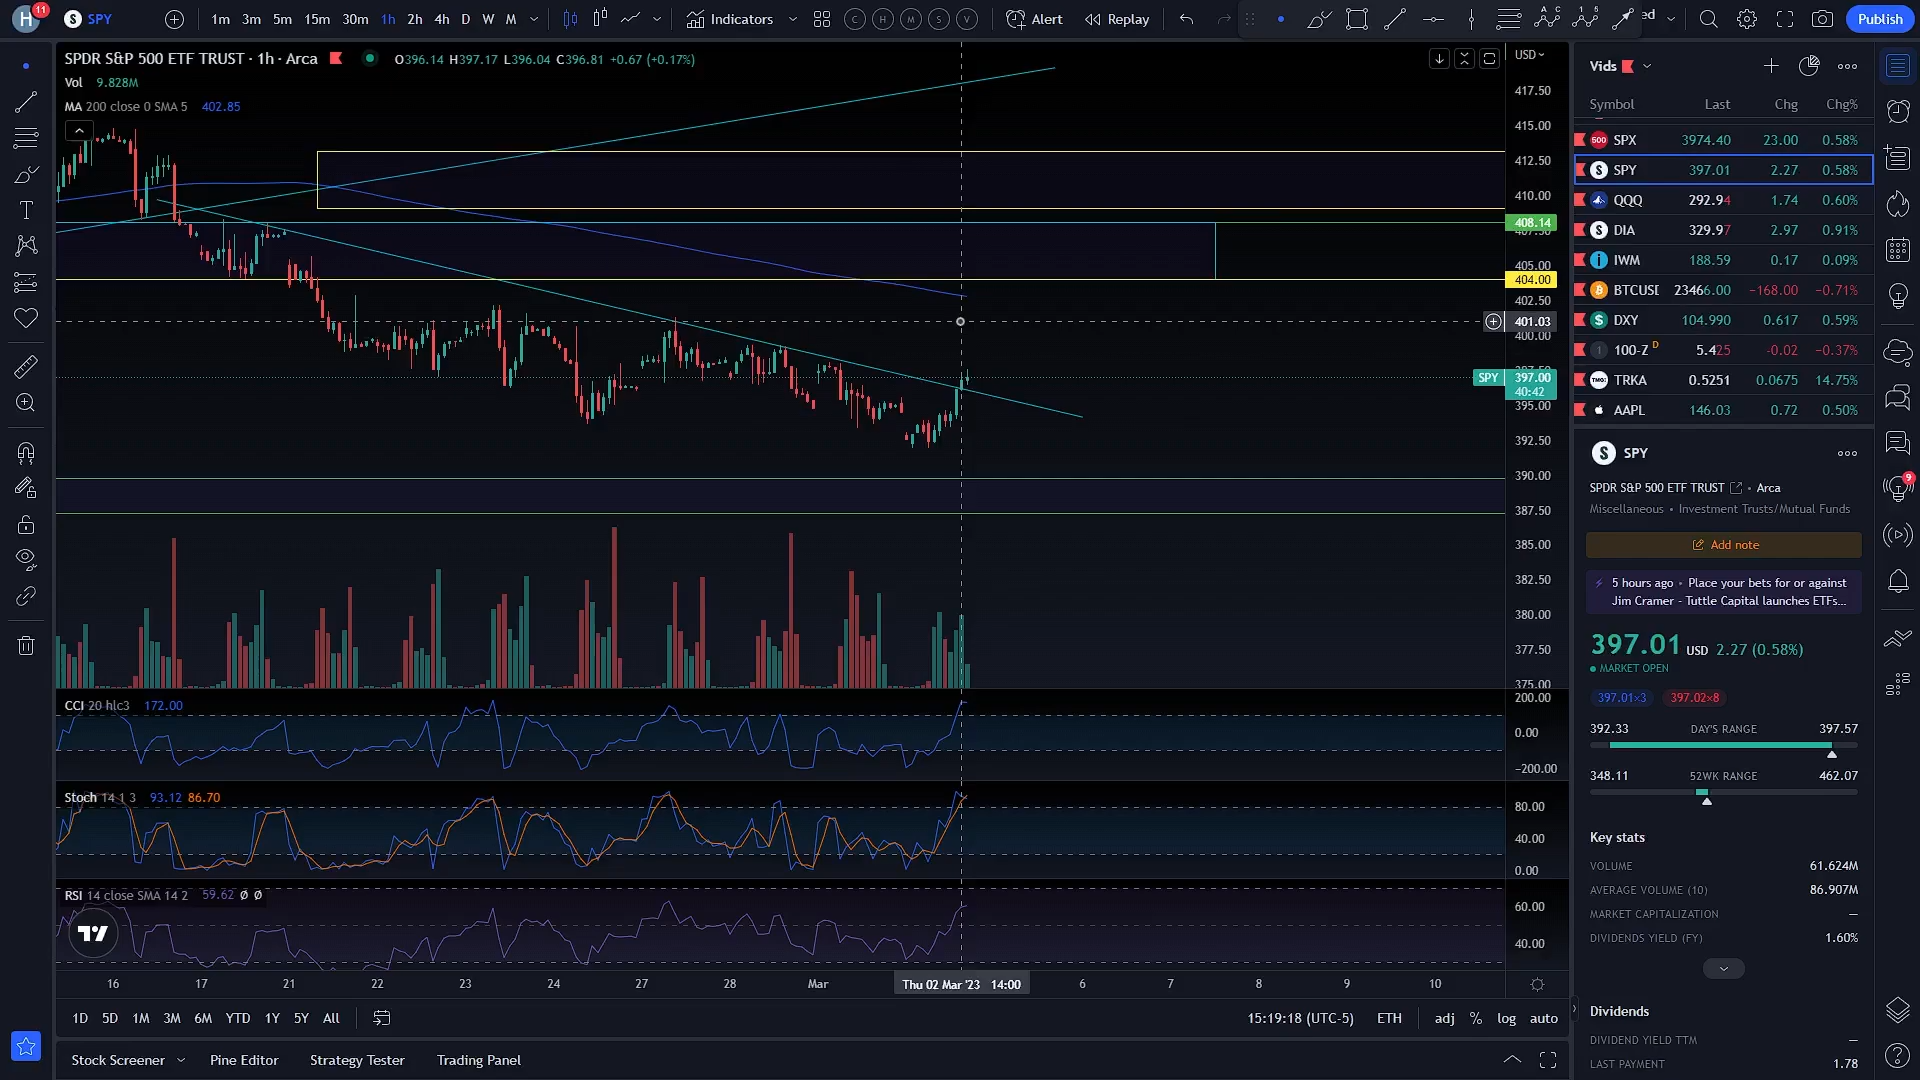 H 11 SPY 1m 3m 5m 15m 30m 1h 2h 4h D W M Indicators C H M S V Alert Replay Publish
SPDR S&P 500 ETF TRUST · 1h · Arca O396.14 H397.17 L396.04 C396.81 +0.67 (+0.17%)
Vol 9.828M
MA 200 close 0 SMA 5 402.85
USD
417.50
415.00
412.50
410.00
408.14
405.00
404.00
402.50
401.03
400.00
SPY 397.00
40:42
395.00
392.50
390.00
387.50
385.00
382.50
380.00
377.50
375.00
CCI 20 hlc3 172.00
200.00
0.00
−200.00
Stoch 14 1 3 93.12 86.70
80.00
40.00
0.00
RSI 14 close SMA 14 2 59.62 Ø Ø
60.00
40.00
16 17 21 22 23 24 27 28 Mar Thu 02 Mar '23 14:00 6 7 8 9 10
1D 5D 1M 3M 6M YTD 1Y 5Y All 15:19:18 (UTC-5) ETH adj % log auto
Stock Screener Pine Editor Strategy Tester Trading Panel
Vids
Symbol Last Chg Chg%
500 SPX 3974.40 23.00 0.58%
S SPY 397.01 2.27 0.58%
QQQ 292.94 1.74 0.60%
S DIA 329.97 2.97 0.91%
IWM 188.59 0.17 0.09%
BTCUSD 23466.00 −168.00 −0.71%
DXY 104.990 0.617 0.59%
1 100-Z D 5.425 −0.02 −0.37%
TRKA 0.5251 0.0675 14.75%
AAPL 146.03 0.72 0.50%
S SPY
SPDR S&P 500 ETF TRUST • Arca
Miscellaneous • Investment Trusts/Mutual Funds
Add note
5 hours ago • Place your bets for or against
Jim Cramer - Tuttle Capital launches ETFs...
397.01 USD 2.27 (0.58%)
MARKET OPEN
397.01×3 397.02×8
392.33 DAY'S RANGE 397.57
348.11 52WK RANGE 462.07
Key stats
VOLUME 61.624M
AVERAGE VOLUME (10) 86.907M
MARKET CAPITALIZATION —
DIVIDENDS YIELD (FY) 1.60%
Dividends
DIVIDEND YIELD TTM —
LAST PAYMENT 1.78
9